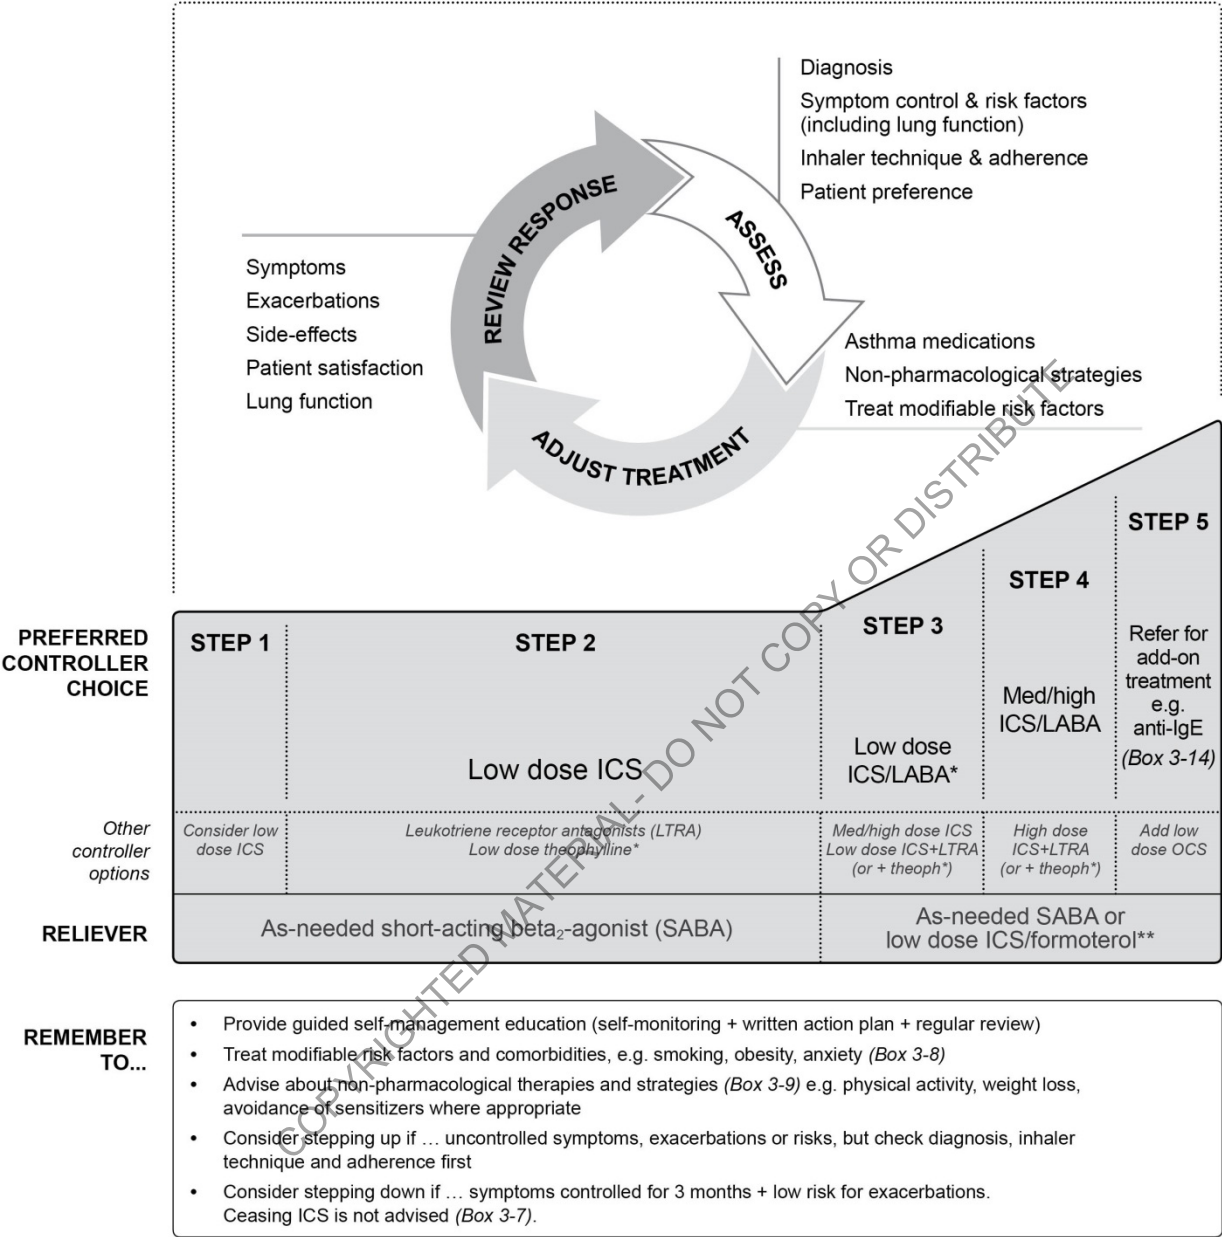 Diagnosis
Symptom control & risk factors
(including lung function)
Inhaler technique & adherence
Patient preference
REVIEW RESPONSE
ASSESS
ADJUST TREATMENT
Symptoms
Exacerbations
Side-effects
Patient satisfaction
Lung function
Asthma medications
Non-pharmacological strategies
Treat modifiable risk factors
COPYRIGHTED MATERIAL- DO NOT COPY OR DISTRIBUTE
PREFERRED
CONTROLLER
CHOICE
STEP 1
STEP 2
Low dose ICS
STEP 3
Low dose
ICS/LABA*
STEP 4
Med/high
ICS/LABA
STEP 5
Refer for
add-on
treatment
e.g.
anti-IgE
(Box 3-14)
Other
controller
options
Consider low
dose ICS
Leukotriene receptor antagonists (LTRA)
Low dose theophylline*
Med/high dose ICS
Low dose ICS+LTRA
(or + theoph*)
High dose
ICS+LTRA
(or + theoph*)
Add low
dose OCS
RELIEVER
As-needed short-acting beta₂-agonist (SABA)
As-needed SABA or
low dose ICS/formoterol**
REMEMBER
TO...
• Provide guided self-management education (self-monitoring + written action plan + regular review)
• Treat modifiable risk factors and comorbidities, e.g. smoking, obesity, anxiety (Box 3-8)
• Advise about non-pharmacological therapies and strategies (Box 3-9) e.g. physical activity, weight loss,
avoidance of sensitizers where appropriate
• Consider stepping up if … uncontrolled symptoms, exacerbations or risks, but check diagnosis, inhaler
technique and adherence first
• Consider stepping down if … symptoms controlled for 3 months + low risk for exacerbations.
Ceasing ICS is not advised (Box 3-7).